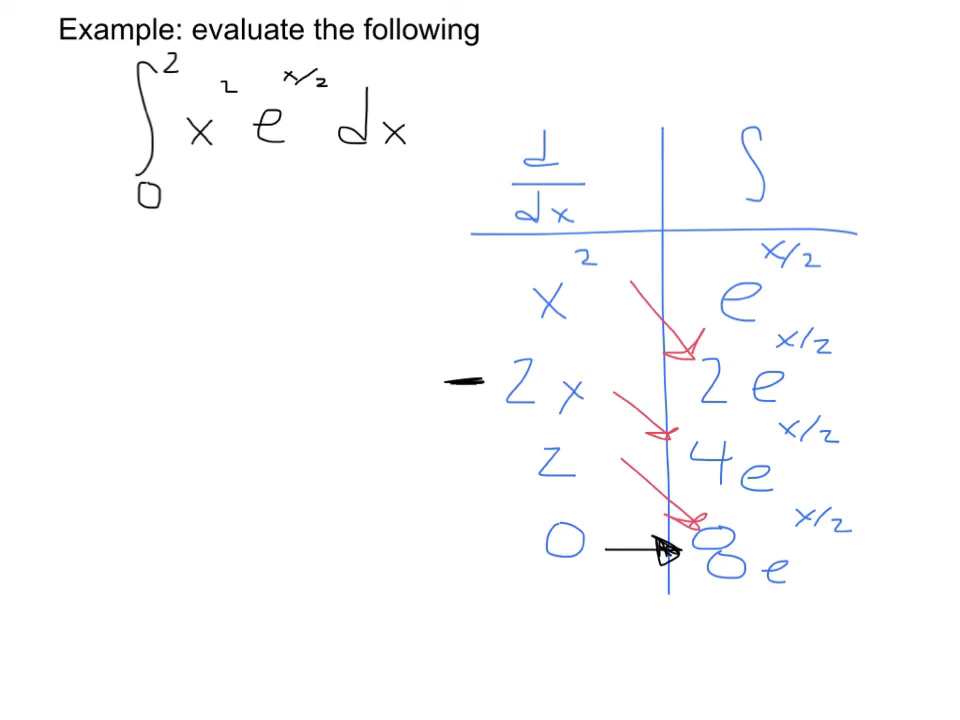 Example: evaluate the following
∫₀² x² e^(x/2) dx
d/dx | ∫
x² e^(x/2)
- 2x 2e^(x/2)
2 4e^(x/2)
0 8e^(x/2)